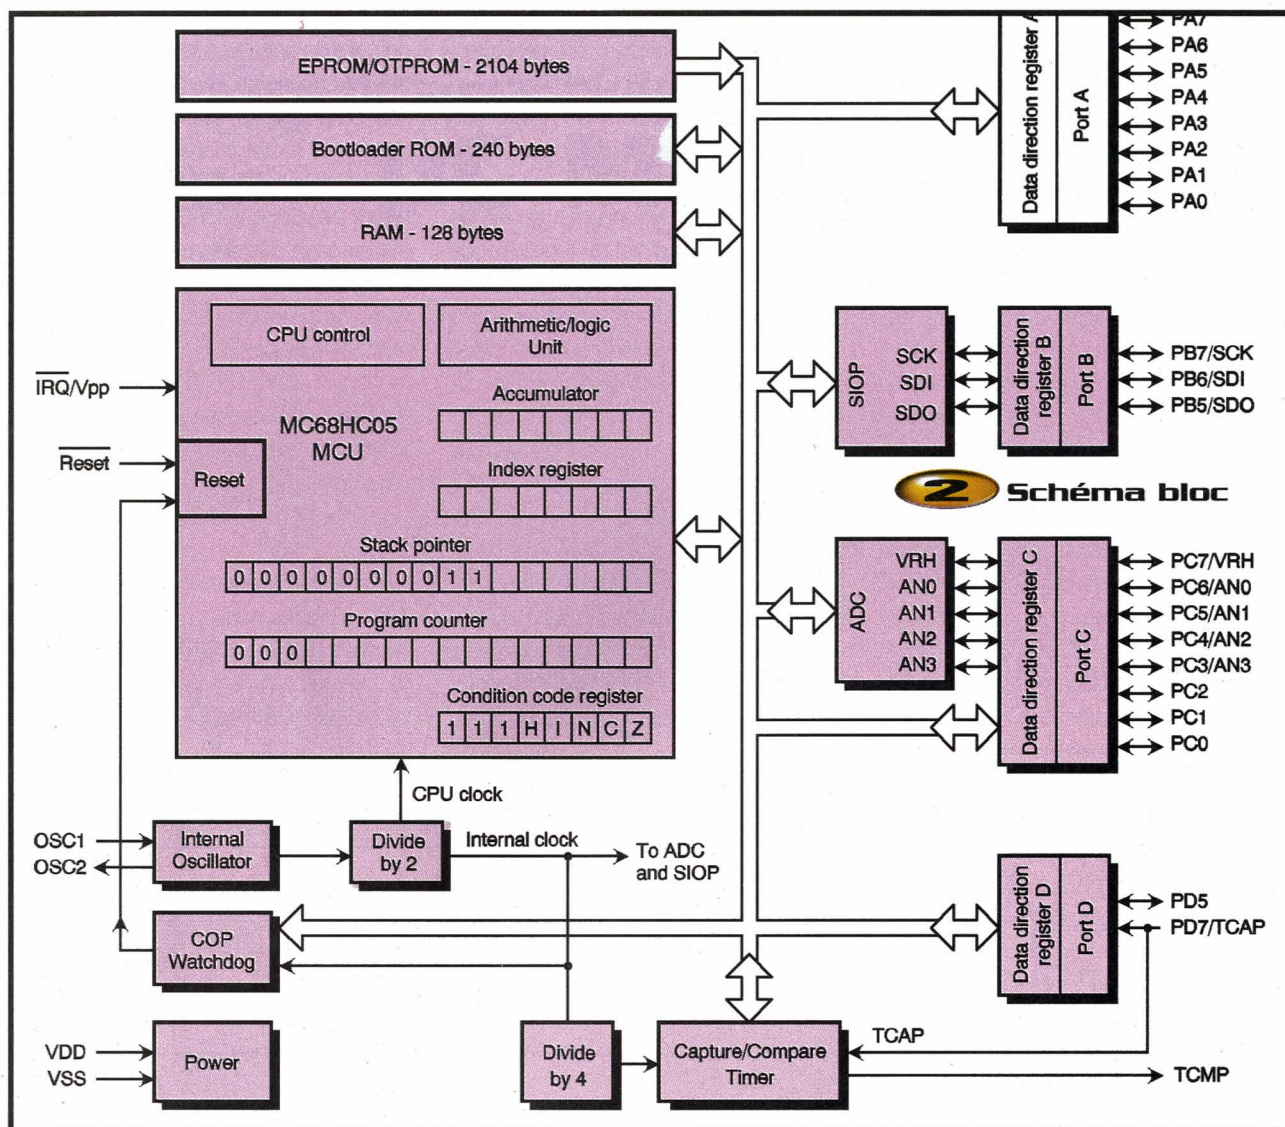 EPROM/OTPROM - 2104 bytes
Bootloader ROM - 240 bytes
RAM - 128 bytes
CPU control
Arithmetic/logic
Unit
IRQ/Vpp
Accumulator
MC68HC05
MCU
Reset
Reset
Index register
Stack pointer
0 0 0 0 0 0 0 0 1 1
Program counter
0 0 0
Condition code register
1 1 1 H I N C Z
CPU clock
OSC1
OSC2
Internal
Oscillator
Divide
by 2
Internal clock
To ADC
and SIOP
COP
Watchdog
VDD
VSS
Power
Divide
by 4
Capture/Compare
Timer
TCAP
TCMP
Data direction register A
Port A
PA7
PA6
PA5
PA4
PA3
PA2
PA1
PA0
SIOP
SCK
SDI
SDO
Data direction
register B
Port B
PB7/SCK
PB6/SDI
PB5/SDO
2 Schéma bloc
ADC
VRH
AN0
AN1
AN2
AN3
Data direction register C
Port C
PC7/VRH
PC6/AN0
PC5/AN1
PC4/AN2
PC3/AN3
PC2
PC1
PC0
Data direction
register D
Port D
PD5
PD7/TCAP